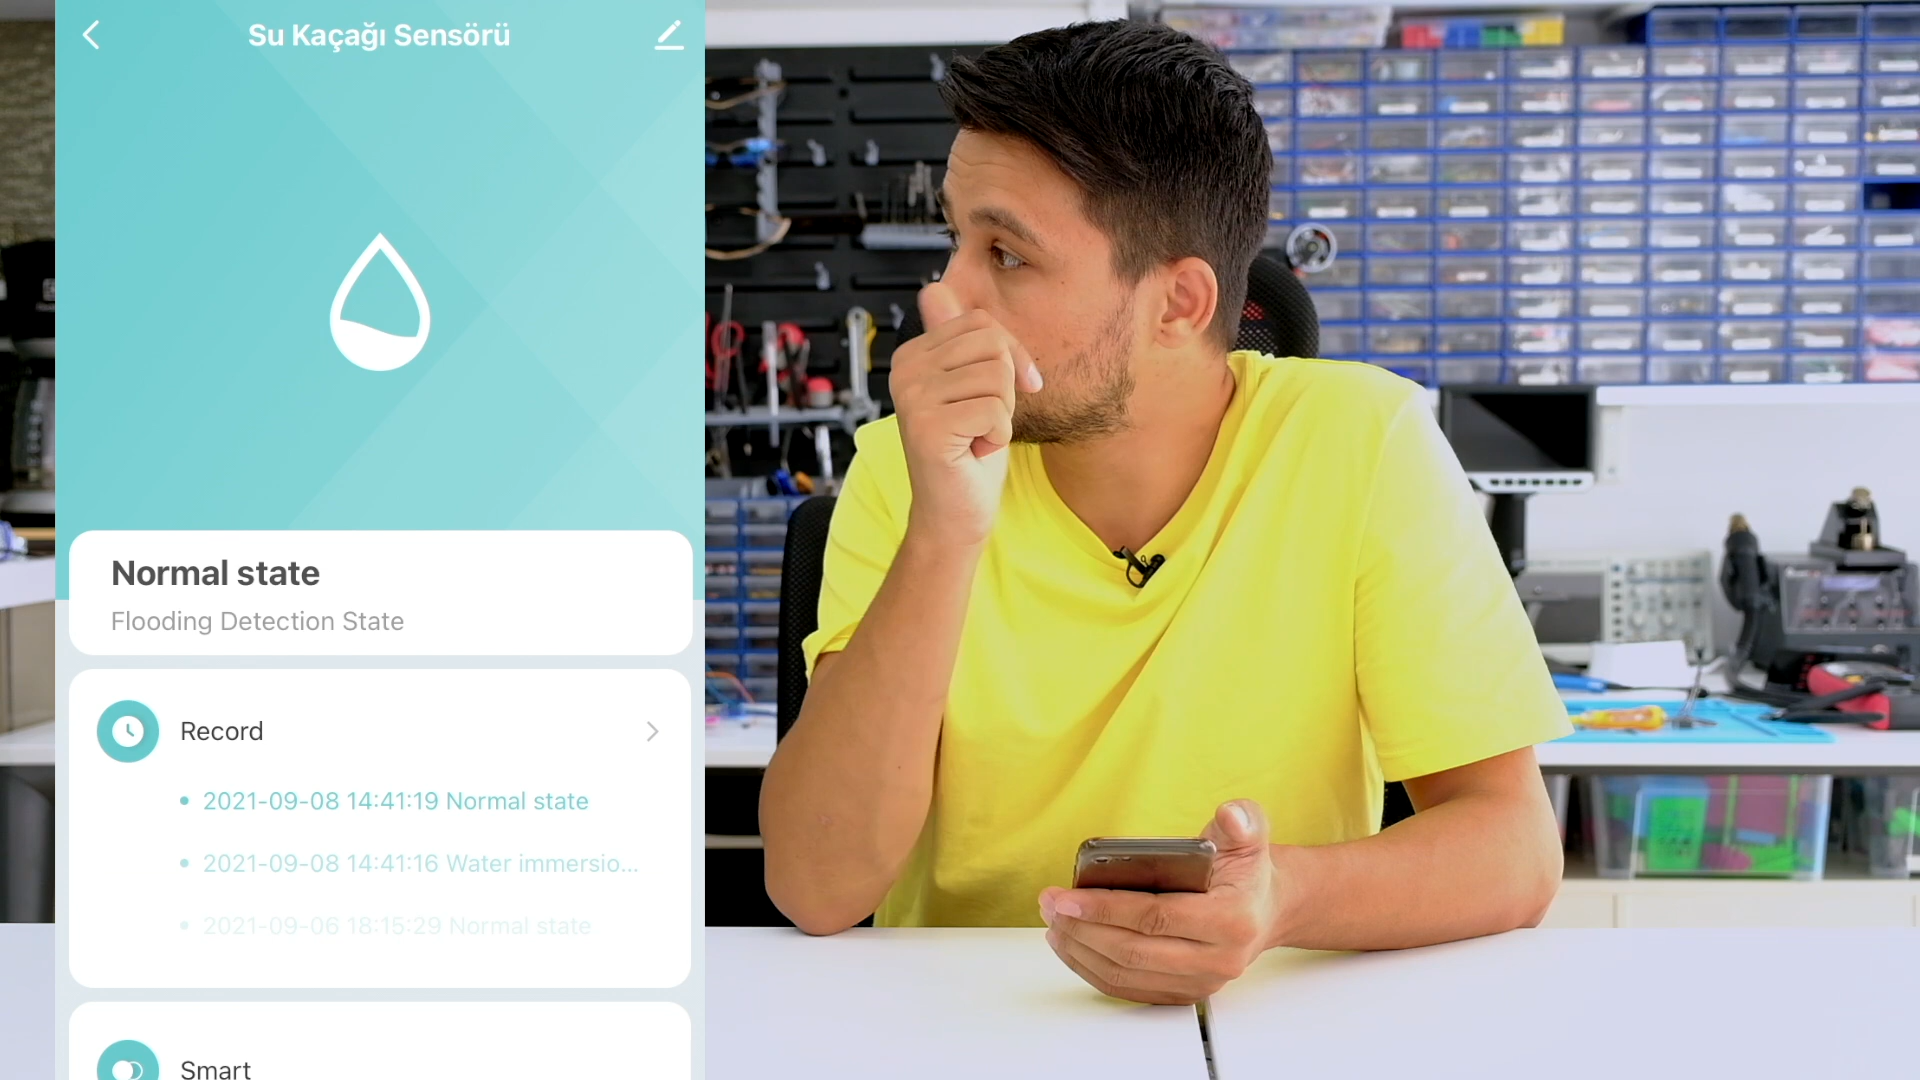 Su Kaçağı Sensörü
Normal state
Flooding Detection State
Record
2021-09-08 14:41:19 Normal state
2021-09-08 14:41:16 Water immersio...
2021-09-06 18:15:29 Normal state
Smart